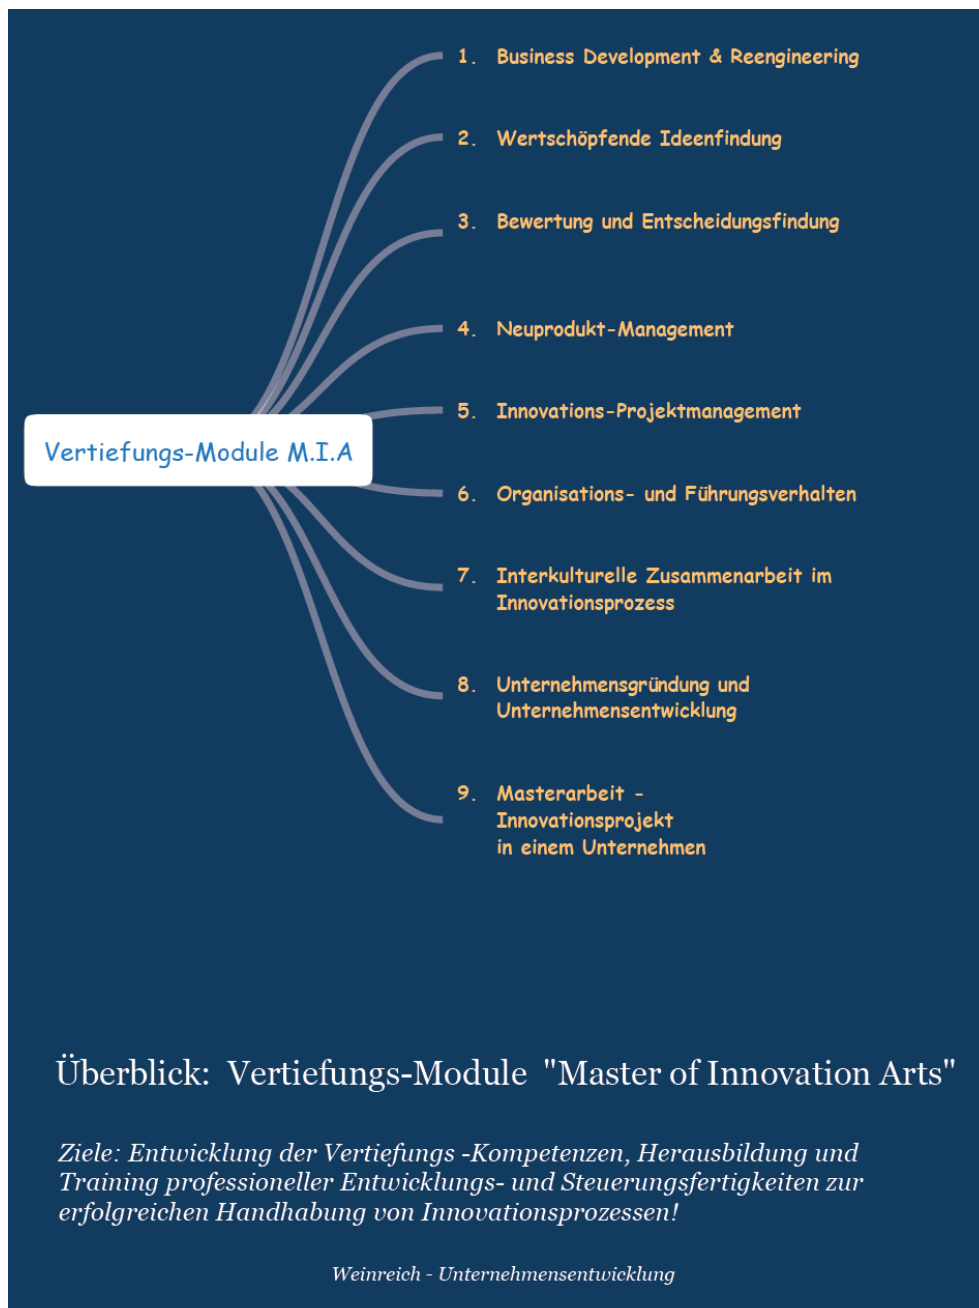 1. Business Development & Reengineering
2. Wertschöpfende Ideenfindung
3. Bewertung und Entscheidungsfindung
4. Neuprodukt-Management
5. Innovations-Projektmanagement
Vertiefungs-Module M.I.A
6. Organisations- und Führungsverhalten
7. Interkulturelle Zusammenarbeit im
Innovationsprozess
8. Unternehmensgründung und
Unternehmensentwicklung
9. Masterarbeit -
Innovationsprojekt
in einem Unternehmen
Überblick: Vertiefungs-Module "Master of Innovation Arts"
Ziele: Entwicklung der Vertiefungs -Kompetenzen, Herausbildung und
Training professioneller Entwicklungs- und Steuerungsfertigkeiten zur
erfolgreichen Handhabung von Innovationsprozessen!
Weinreich - Unternehmensentwicklung